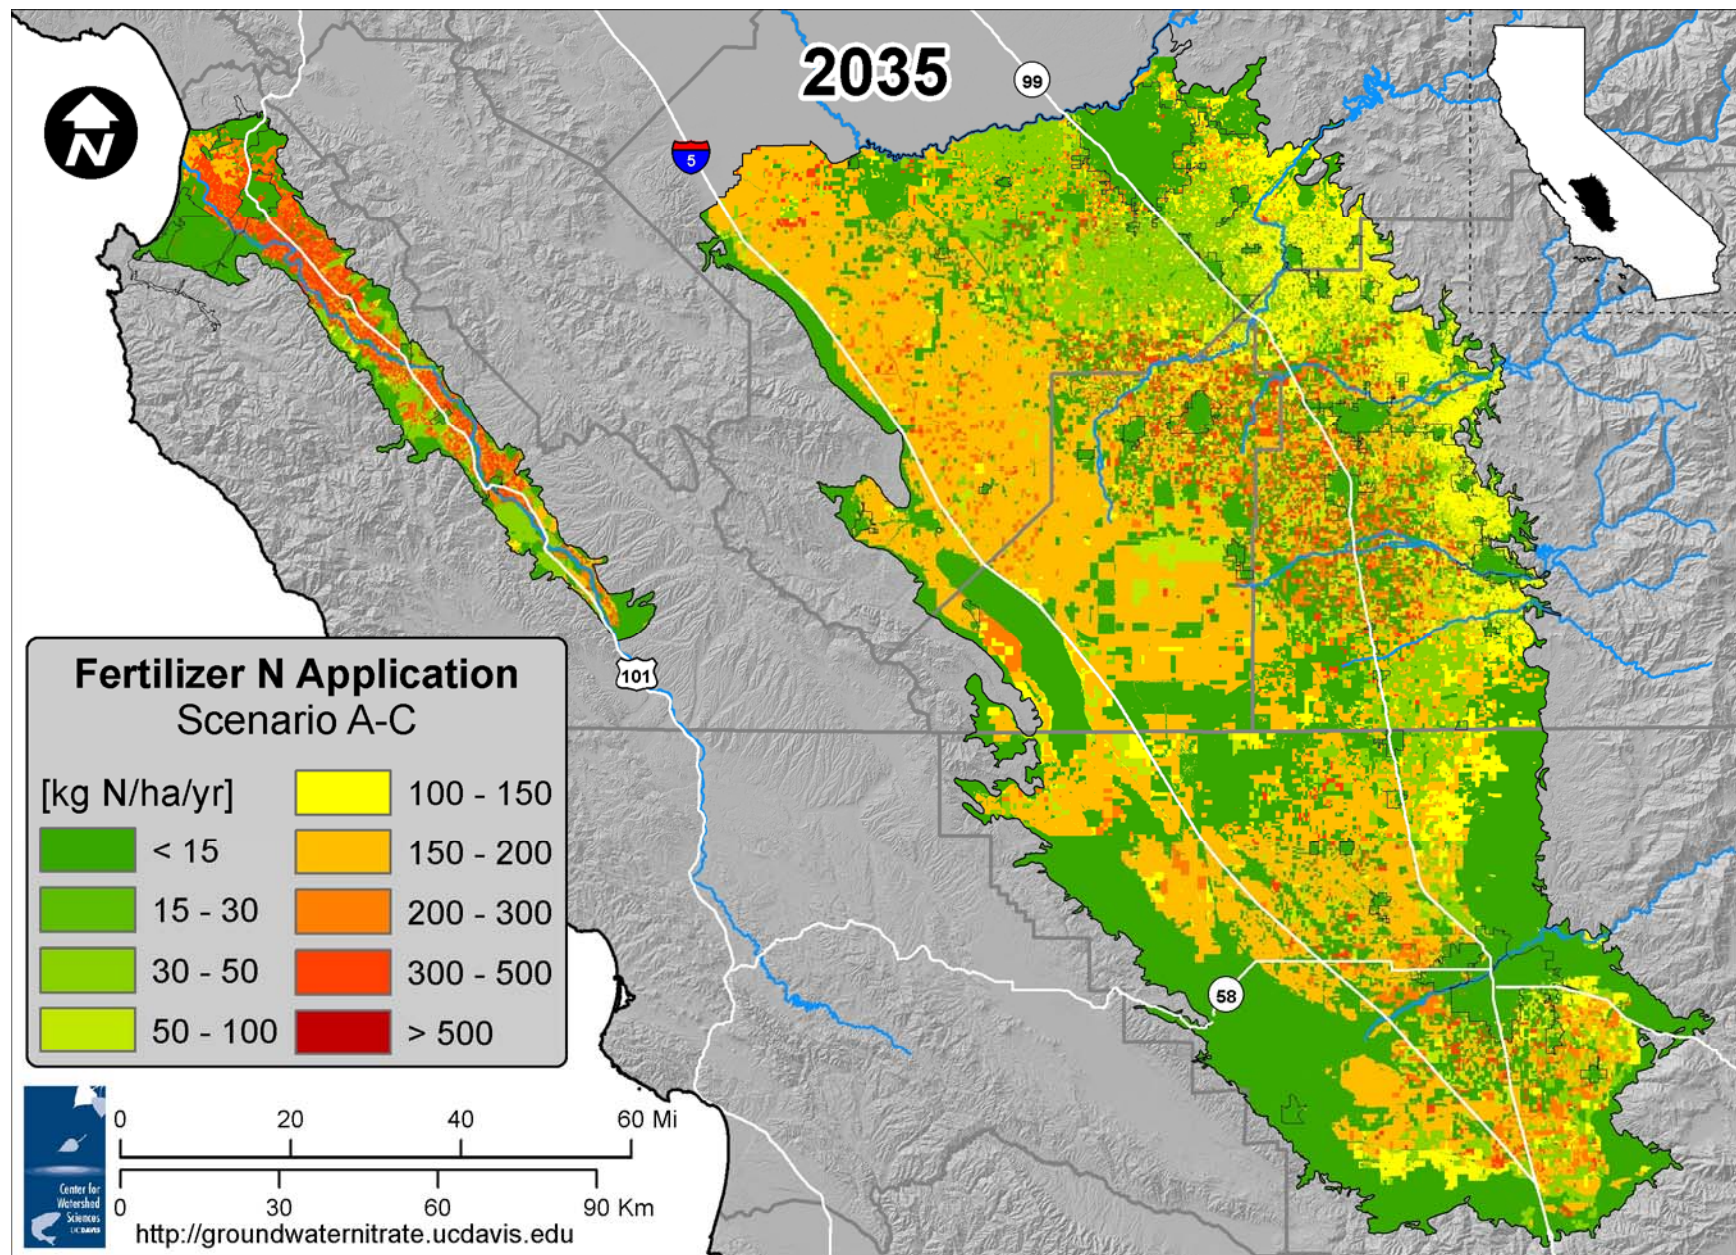 2035
99
5
N
101
Fertilizer N Application
Scenario A-C
[kg N/ha/yr]
< 15
15 - 30
30 - 50
50 - 100
100 - 150
150 - 200
200 - 300
300 - 500
> 500
58
0 20 40 60 Mi
0 30 60 90 Km
Center for
Watershed
Sciences
UC DAVIS
http://groundwaternitrate.ucdavis.edu